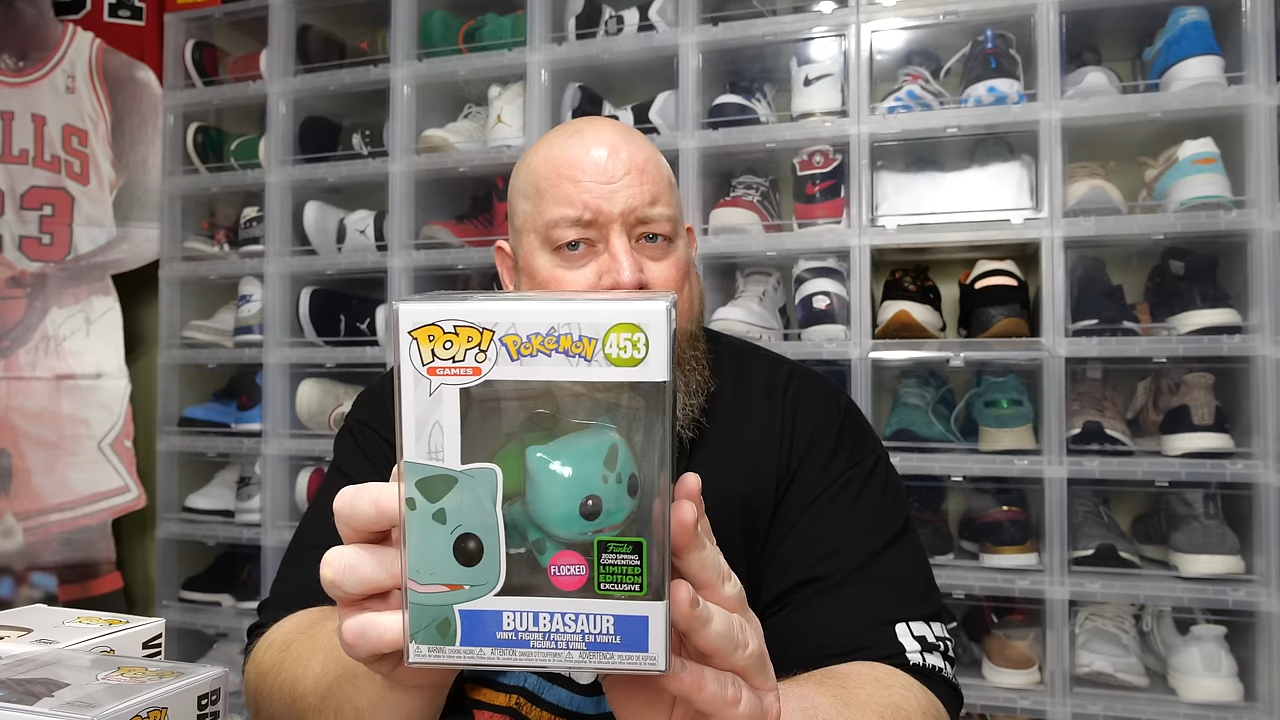 LLS
23
POP!
GAMES
POKÉMON
453
FLOCKED
Funko
2020 SPRING
CONVENTION
LIMITED
EDITION
EXCLUSIVE
BULBASAUR
VINYL FIGURE / FIGURINE EN VINYLE
FIGURA DE VINIL